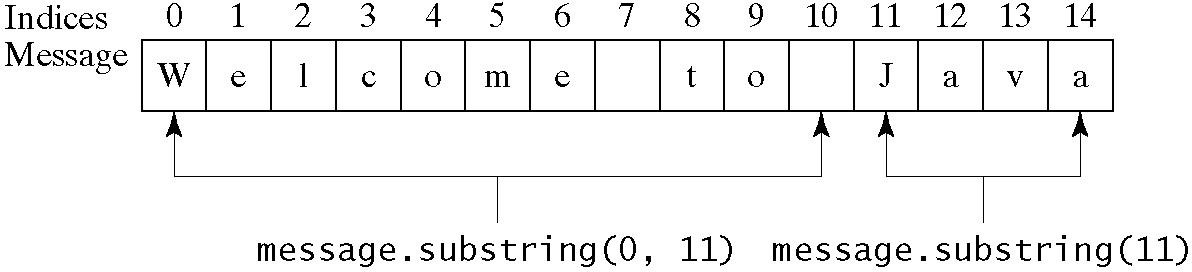 Indices 0 1 2 3 4 5 6 7 8 9 10 11 12 13 14
Message W e l c o m e t o J a v a
message.substring(0, 11) message.substring(11)